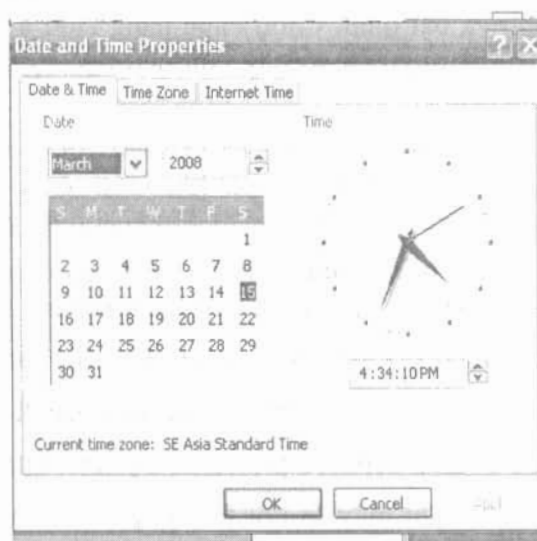 Date and Time Properties
Date & Time Time Zone Internet Time
Date Time
March 2008
S M T W T F S
1
2 3 4 5 6 7 8
9 10 11 12 13 14 15
16 17 18 19 20 21 22
23 24 25 26 27 28 29
30 31
4:34:10 PM
Current time zone: SE Asia Standard Time
OK Cancel